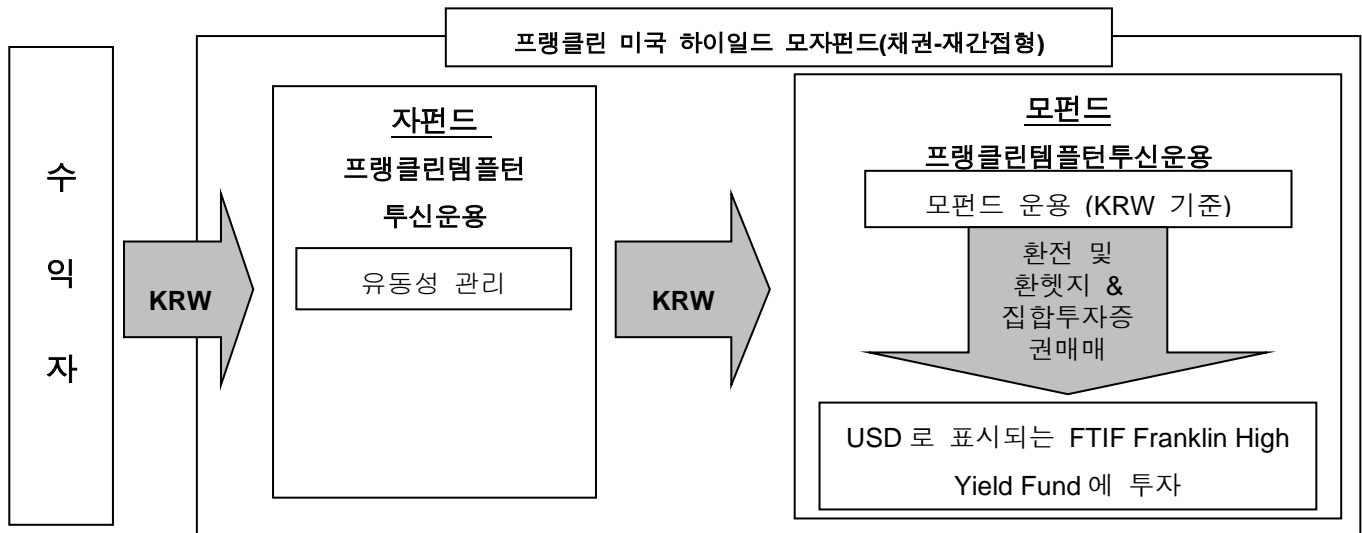 프랭클린 미국 하이일드 모자펀드(채권-재간접형)
수
익
자
KRW
자펀드
프랭클린템플턴
투신운용
유동성 관리
KRW
모펀드
프랭클린템플턴투신운용
모펀드 운용 (KRW 기준)
환전 및
환헷지 &
집합투자증
권매매
USD 로 표시되는 FTIF Franklin High
Yield Fund 에 투자